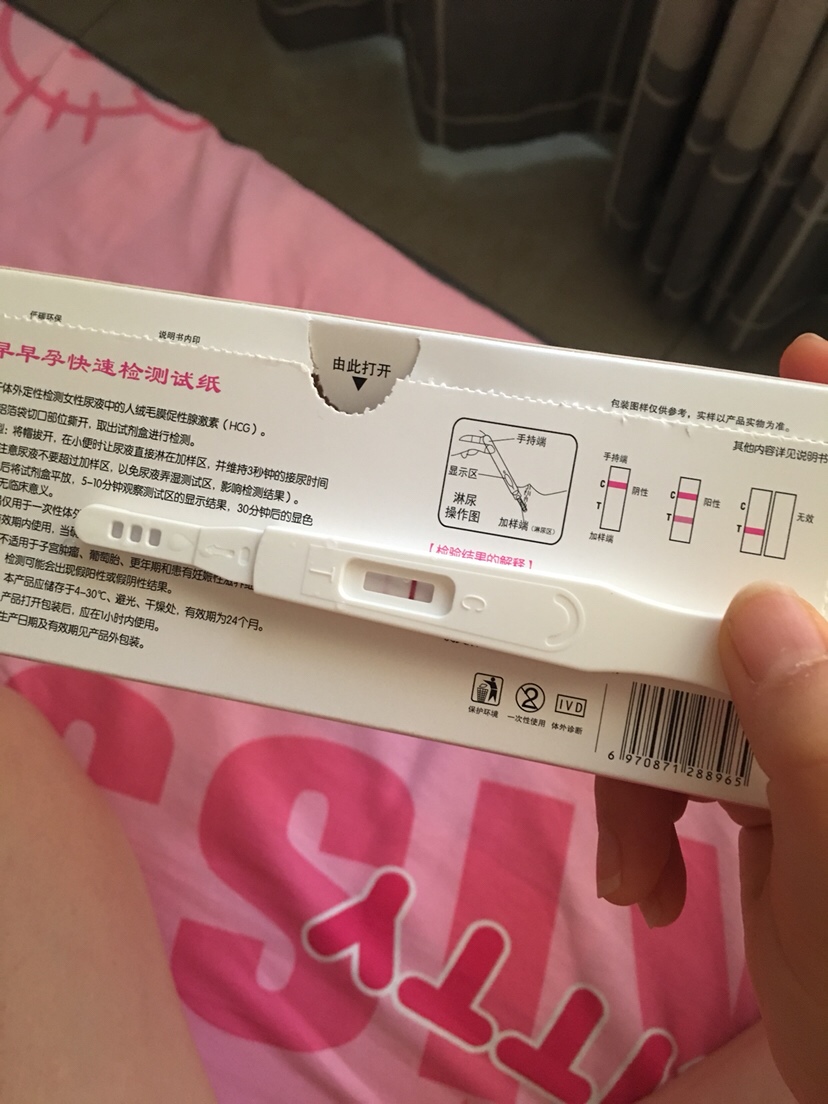 低碳环保
说明书内印
由此打开
包装图样仅供参考，实样以产品实物为准。
早早孕快速检测试纸
体外定性检测女性尿液中的人绒毛膜促性腺激素（HCG）。
铝箔袋切口部位撕开，取出试剂盒进行检测。
将帽拔开，在小便时让尿液直接淋在加样区，并维持3秒钟的接尿时间
注意尿液不要超过加样区，以免尿液弄湿测试区，影响检测结果）。
后将试剂盒平放，5-10分钟观察测试区的显示结果，30分钟后的显色
无临床意义。
仅用于一次性体
效期内使用，当
不适用于子宫肿瘤、葡萄胎、更年期和患有
检测可能会出现假阳性或假阴性结果。
本产品应储存于4-30℃、避光、干燥处，有效期为24个月。
产品打开包装后，应在1小时内使用。
生产日期及有效期见产品外包装。
手持端
显示区
淋尿
操作图
加样端（淋尿区）
【检验结果的解释】
其他内容详见说明书
手持端
C
T
阴性
加样端
C
T
阳性
C
T
无效
T
C
保护环境
2
一次性使用
IVD
体外诊断
6 970871 288965
TTY